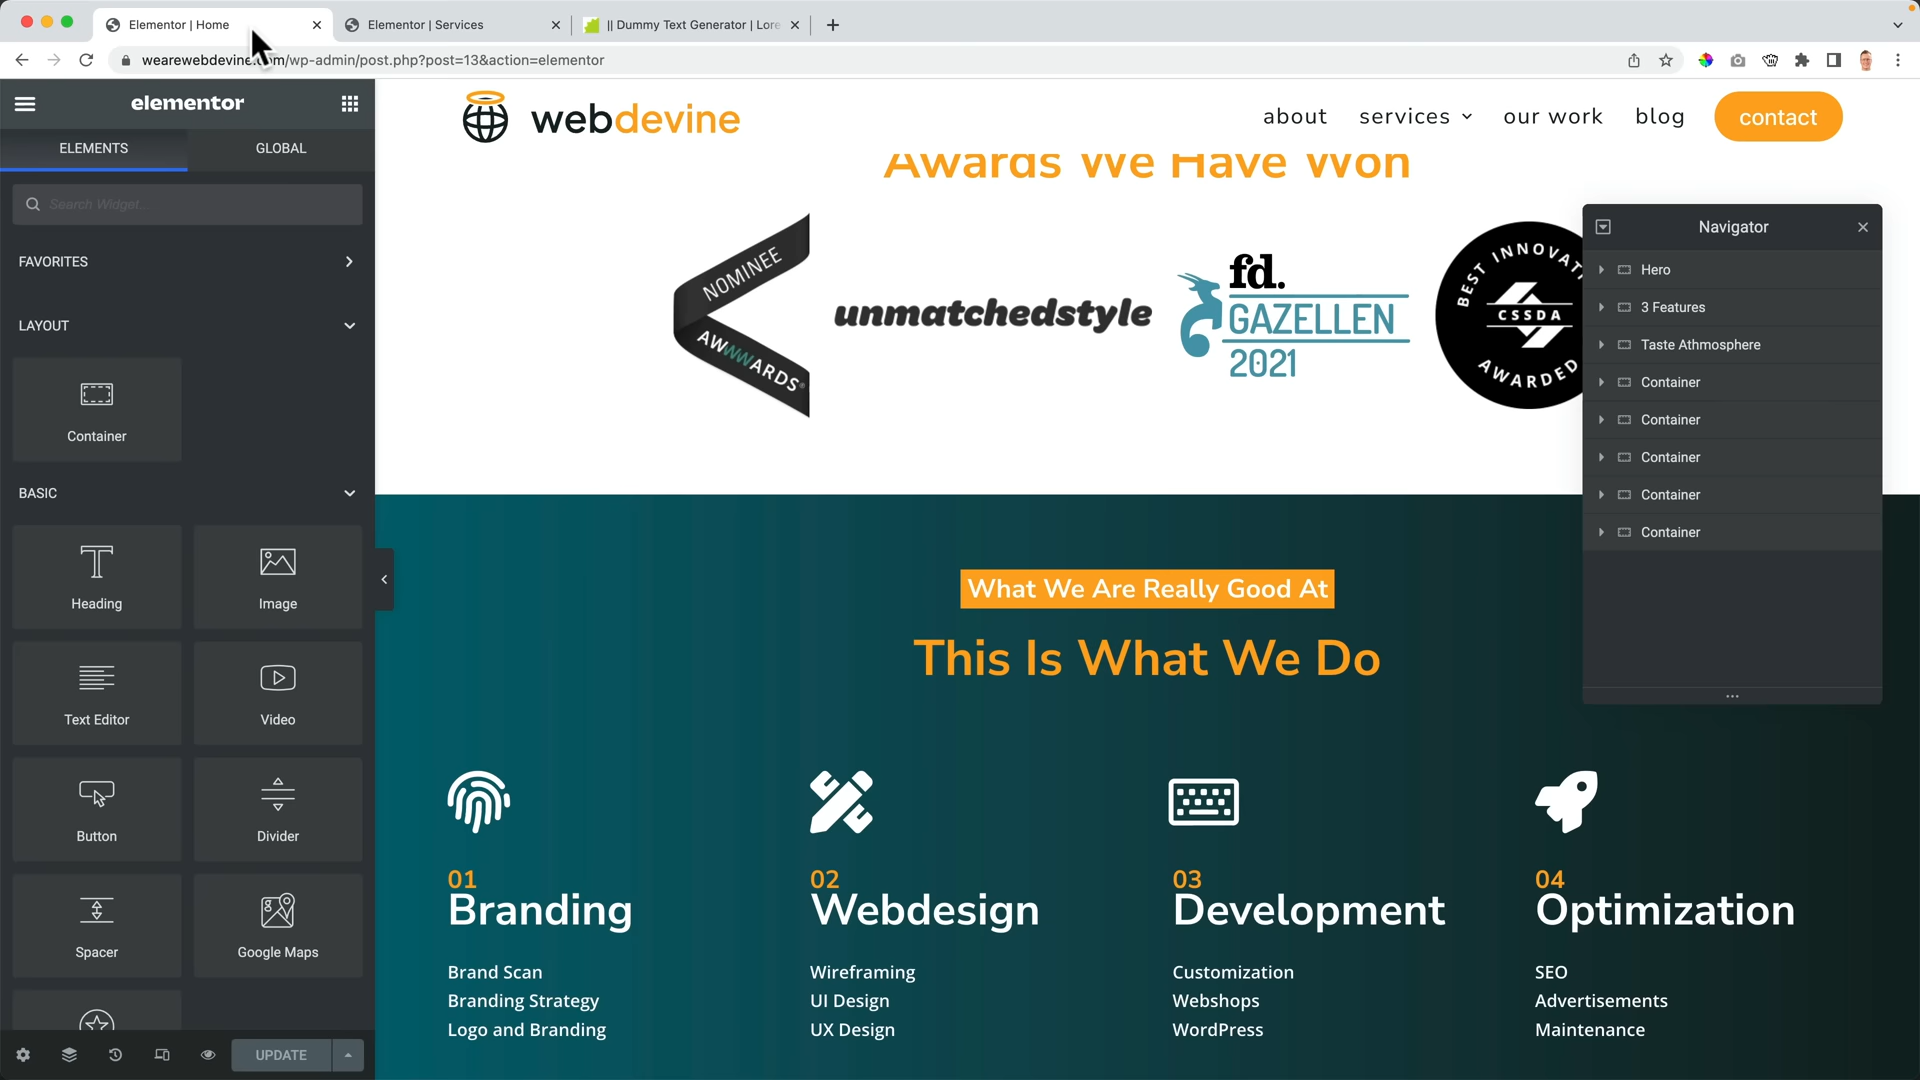 Elementor | Home
Elementor | Services
|| Dummy Text Generator | Lore
wearewebdevine.com/wp-admin/post.php?post=13&action=elementor
elementor
ELEMENTS
GLOBAL
Search Widget...
FAVORITES
LAYOUT
Container
BASIC
Heading
Image
Text Editor
Video
Button
Divider
Spacer
Google Maps
UPDATE
webdevine
about
services
our work
blog
contact
Awards We Have Won
NOMINEE
AWWWARDS
unmatchedstyle
fd.
GAZELLEN
2021
BEST INNOVAT
CSSDA
AWARDED
Navigator
Hero
3 Features
Taste Athmosphere
Container
Container
Container
Container
Container
What We Are Really Good At
This Is What We Do
01
Branding
Brand Scan
Branding Strategy
Logo and Branding
02
Webdesign
Wireframing
UI Design
UX Design
03
Development
Customization
Webshops
WordPress
04
Optimization
SEO
Advertisements
Maintenance